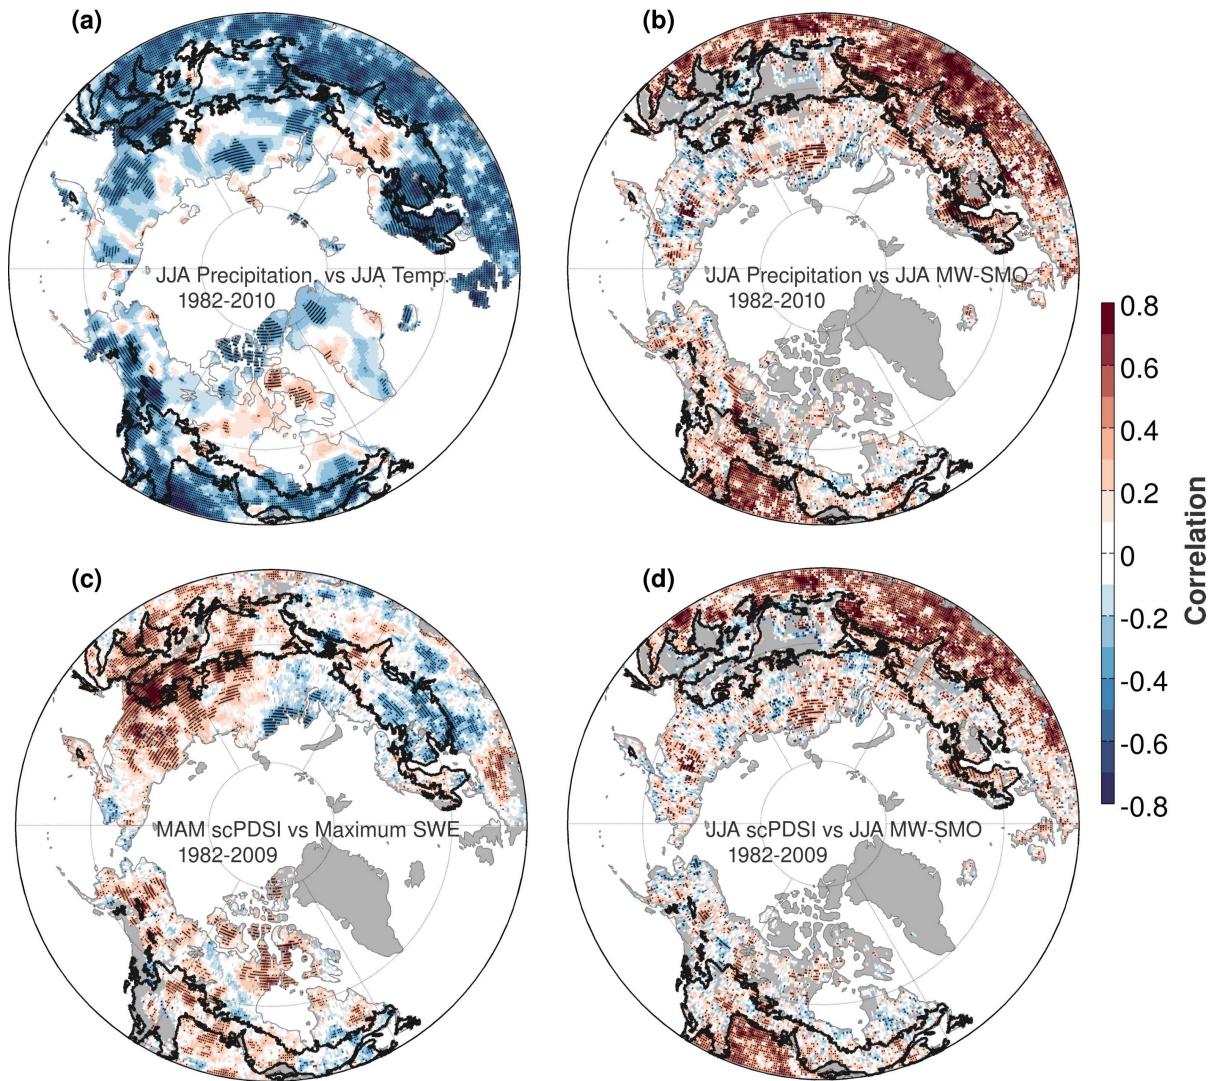 (a)
(b)
JJA Precipitation vs JJA Temp.
1982-2010
JJA Precipitation vs JJA MW-SMO
1982-2010
0.8
0.6
0.4
0.2
0
-0.2
-0.4
-0.6
-0.8
Correlation
(c)
(d)
MAM scPDSI vs Maximum SWE
1982-2009
JJA scPDSI vs JJA MW-SMO
1982-2009